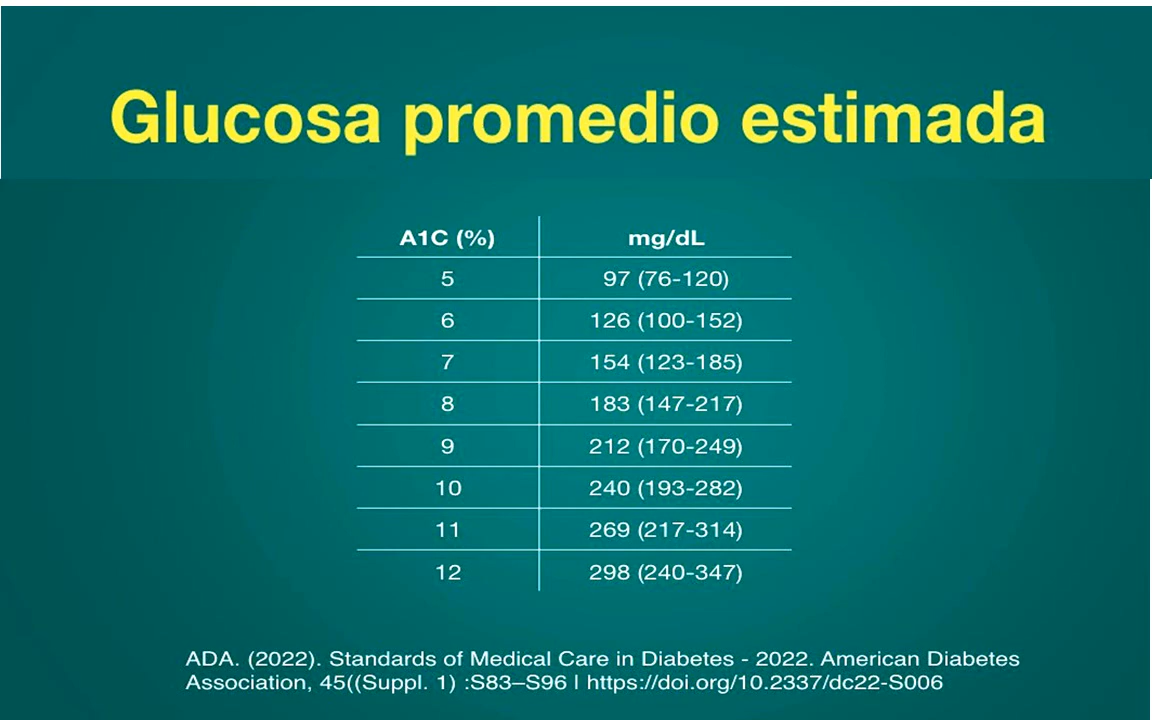 Glucosa promedio estimada
A1C (%) mg/dL
5 97 (76-120)
6 126 (100-152)
7 154 (123-185)
8 183 (147-217)
9 212 (170-249)
10 240 (193-282)
11 269 (217-314)
12 298 (240-347)
ADA. (2022). Standards of Medical Care in Diabetes - 2022. American Diabetes
Association, 45((Suppl. 1) :S83–S96 | https://doi.org/10.2337/dc22-S006